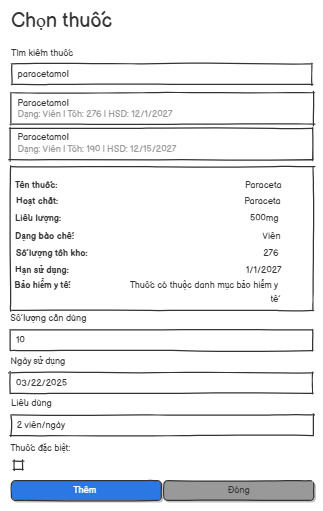 Chọn thuốc
Tìm kiếm thuốc
paracetamol
Paracetamol
Dạng: Viên | Tồn: 276 | HSD: 12/1/2027
Paracetamol
Dạng: Viên | Tồn: 190 | HSD: 12/15/2027
Tên thuốc: Paraceta
Hoạt chất: Paraceta
Liều lượng: 500mg
Dạng bào chế: Viên
Số lượng tồn kho: 276
Hạn sử dụng: 1/1/2027
Bảo hiểm y tế: Thuốc có thuộc danh mục bảo hiểm y
tế
Số lượng cần dùng
10
Ngày sử dụng
03/22/2025
Liều dùng
2 viên/ngày
Thuốc đặc biệt:
Thêm Đóng